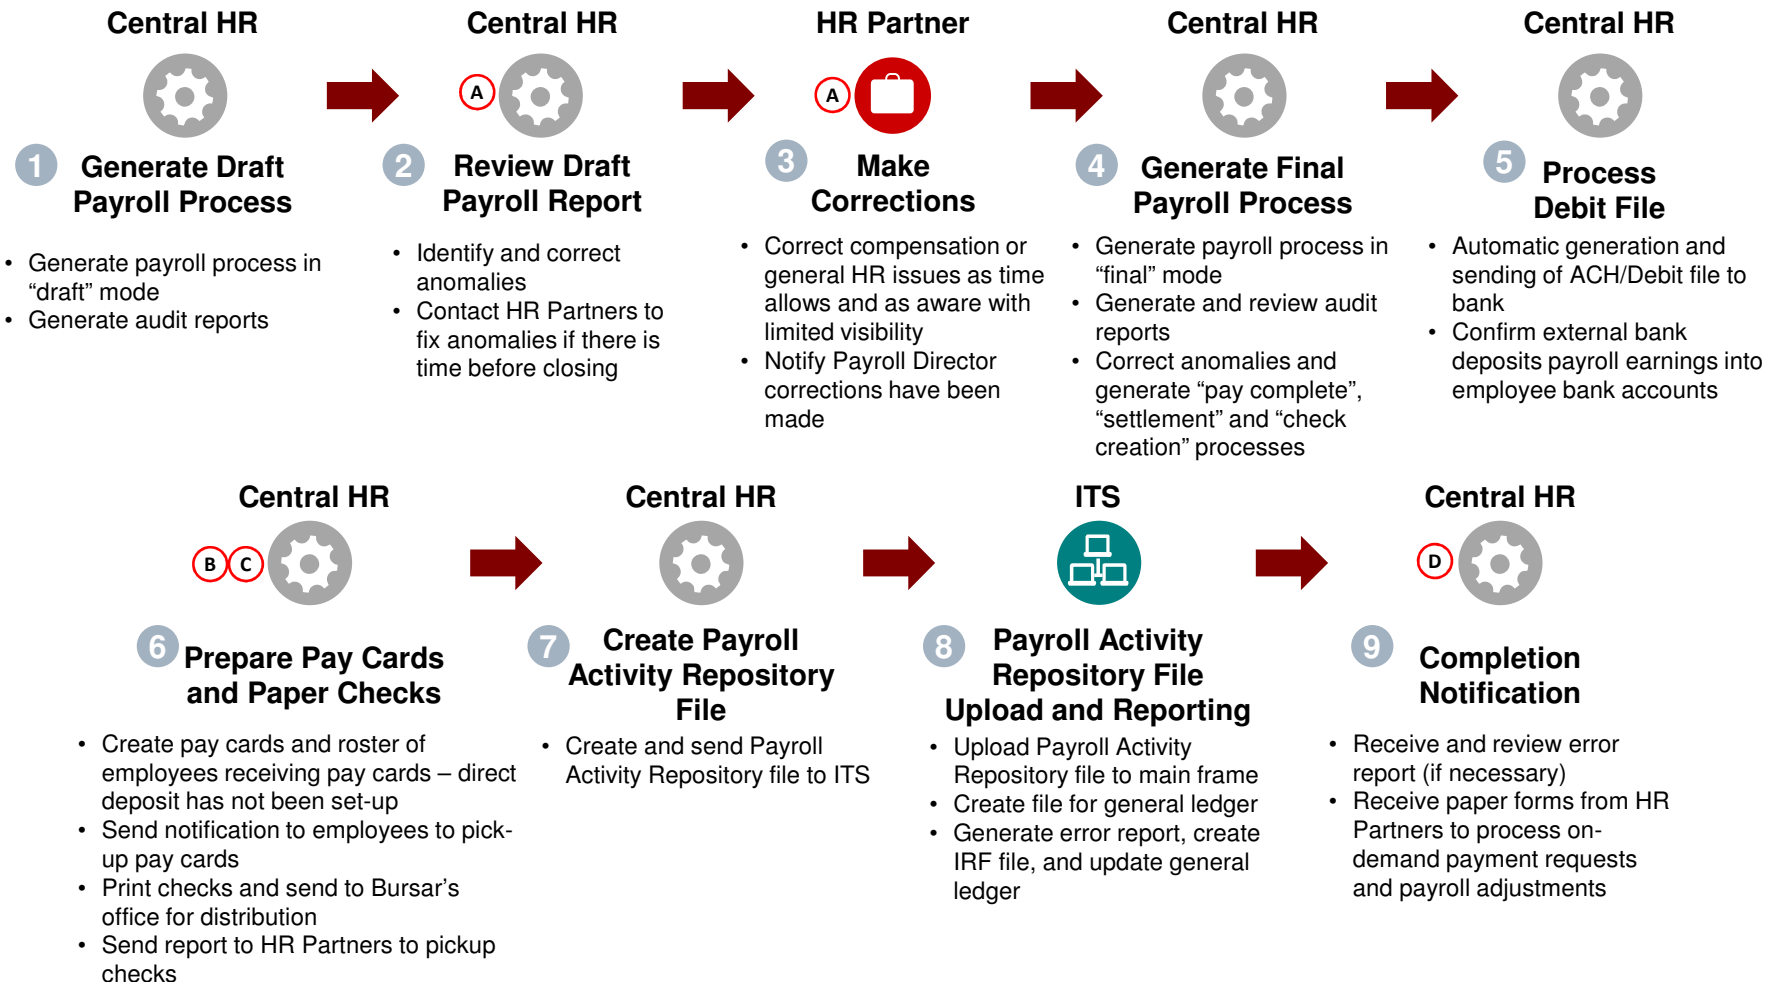 Central HR
A
Central HR
A
HR Partner
Central HR
Central HR
1
Generate Draft
Payroll Process
• Generate payroll process in
“draft” mode
• Generate audit reports
2
Review Draft
Payroll Report
• Identify and correct
anomalies
• Contact HR Partners to
fix anomalies if there is
time before closing
3
Make
Corrections
• Correct compensation or
general HR issues as time
allows and as aware with
limited visibility
• Notify Payroll Director
corrections have been
made
4
Generate Final
Payroll Process
• Generate payroll process in
“final” mode
• Generate and review audit
reports
• Correct anomalies and
generate “pay complete”,
“settlement” and “check
creation” processes
5
Process
Debit File
• Automatic generation and
sending of ACH/Debit file to
bank
• Confirm external bank
deposits payroll earnings into
employee bank accounts
Central HR
B C
6
Prepare Pay Cards
and Paper Checks
• Create pay cards and roster of
employees receiving pay cards – direct
deposit has not been set-up
• Send notification to employees to pick-
up pay cards
• Print checks and send to Bursar’s
office for distribution
• Send report to HR Partners to pickup
checks
Central HR
7
Create Payroll
Activity Repository
File
• Create and send Payroll
Activity Repository file to ITS
ITS
8
Payroll Activity
Repository File
Upload and Reporting
• Upload Payroll Activity
Repository file to main frame
• Create file for general ledger
• Generate error report, create
IRF file, and update general
ledger
Central HR
D
9
Completion
Notification
• Receive and review error
report (if necessary)
• Receive paper forms from HR
Partners to process on-
demand payment requests
and payroll adjustments